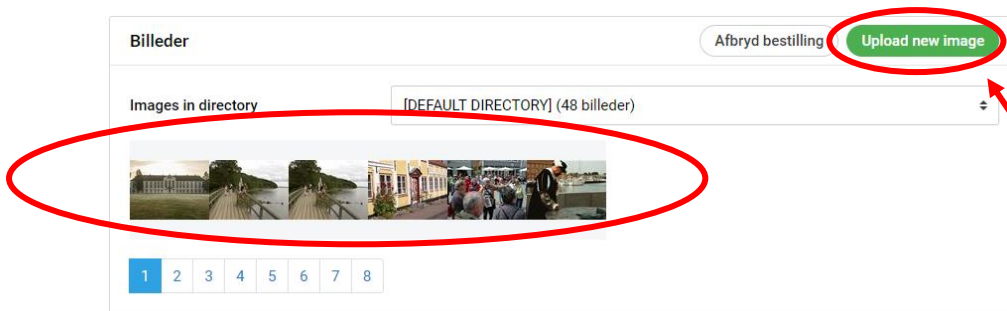 Billeder
Afbryd bestilling
Upload new image
Images in directory
[DEFAULT DIRECTORY] (48 billeder)
1 2 3 4 5 6 7 8